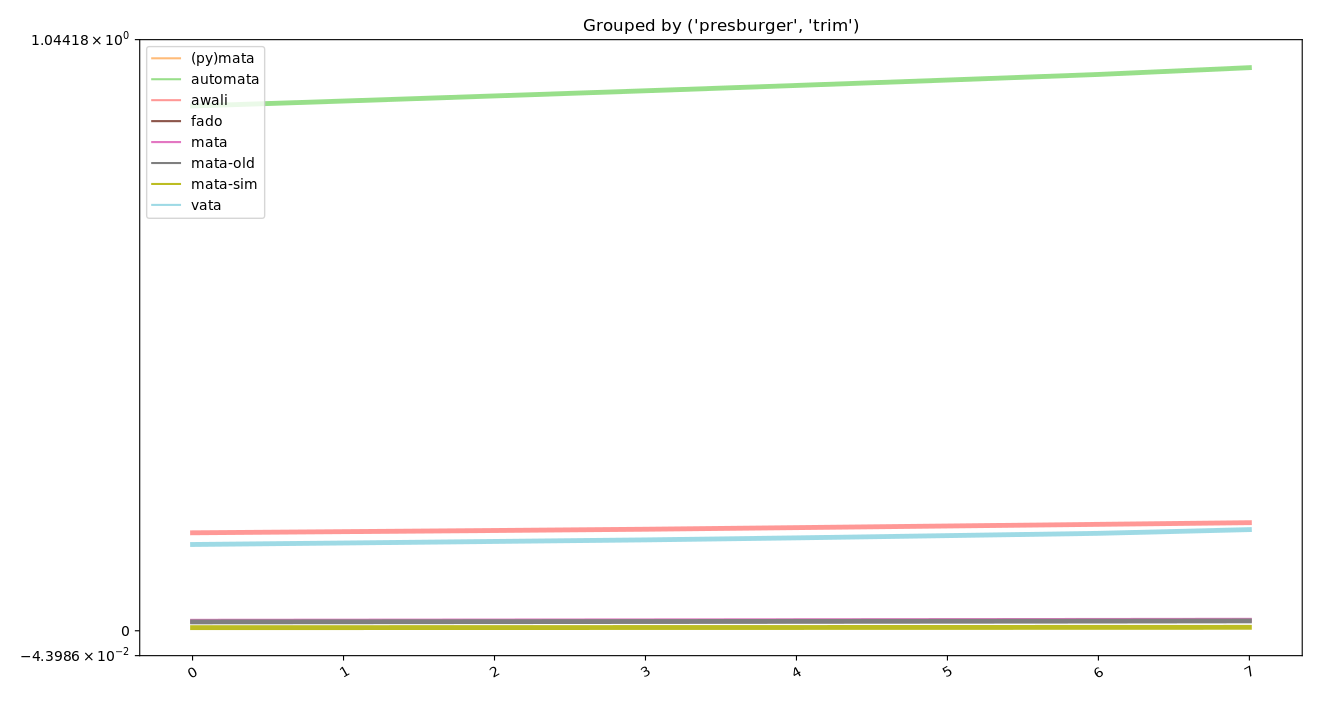 Grouped by ('presburger', 'trim')
1.04418 × 10⁰
(py)mata
automata
awali
fado
mata
mata-old
mata-sim
vata
0
−4.3986 × 10⁻²
0 1 2 3 4 5 6 7